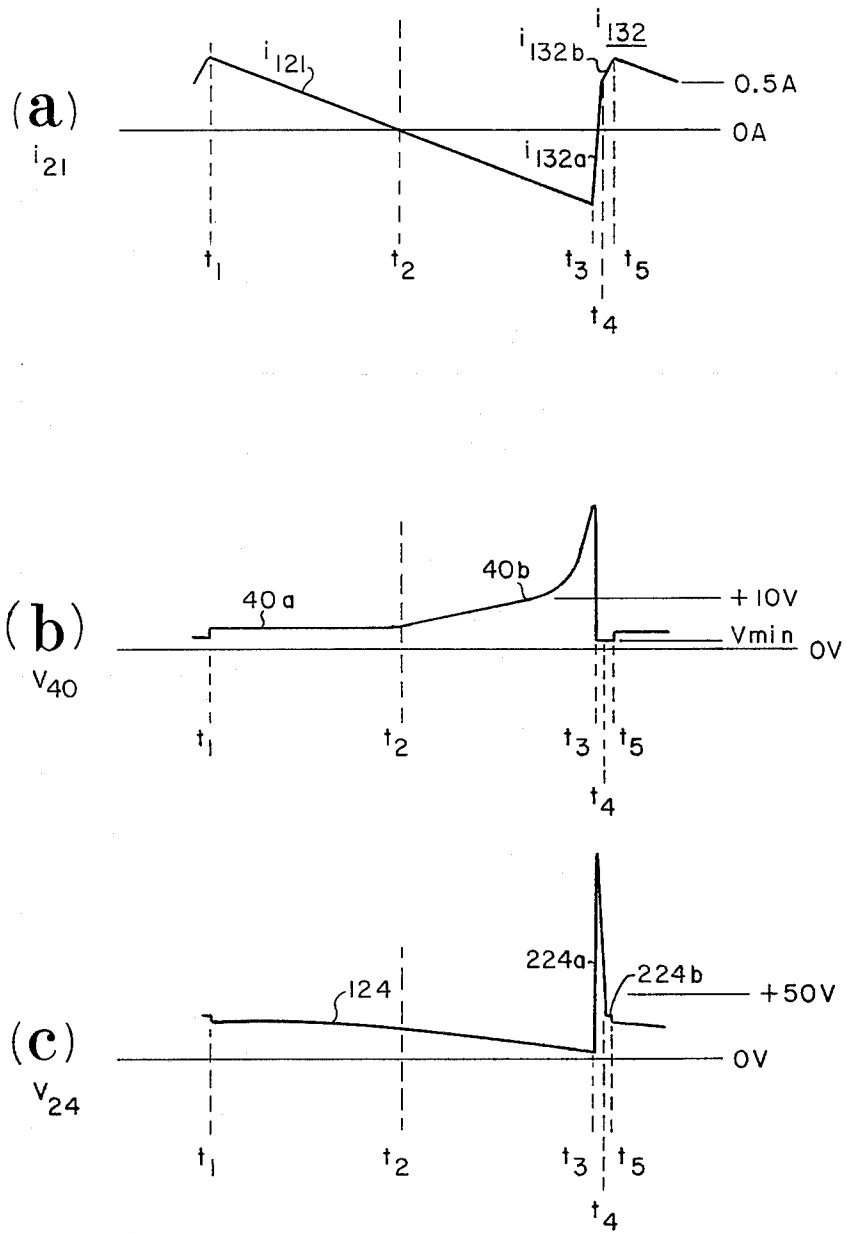 i132
i132b
i121
0.5A
(a)
0A
i21
i132a
t1
t2
t3
t5
t4
40b
40a
+10V
(b)
Vmin
0V
V40
t1
t2
t3
t5
t4
224a
224b
124
+50V
(c)
0V
V24
t1
t2
t3
t5
t4